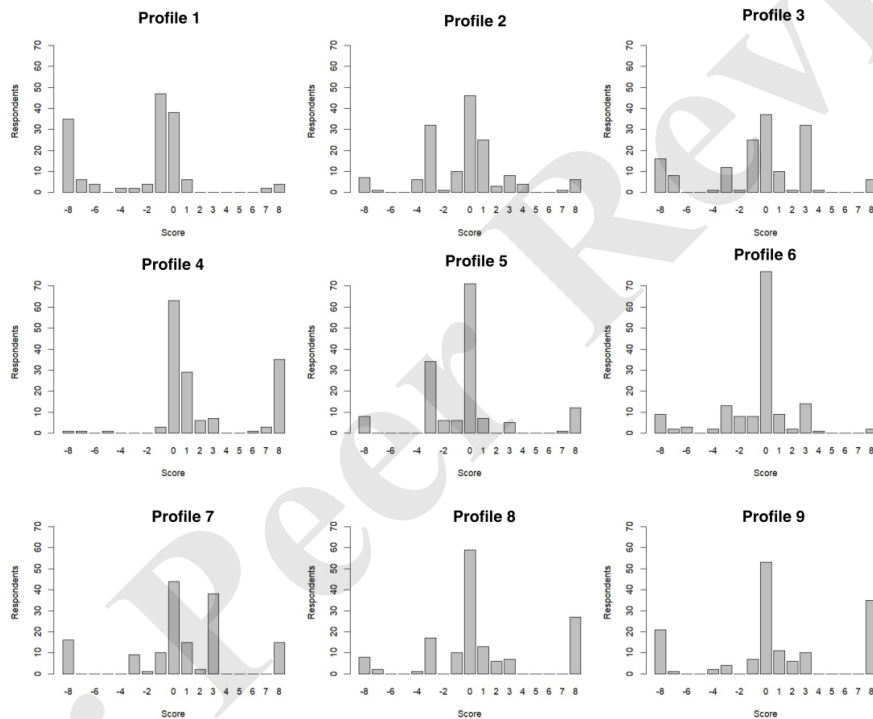 Profile 1
Profile 2
Profile 3
Respondents
0 10 20 30 40 50 60 70
-8 -6 -4 -2 0 1 2 3 4 5 6 7 8
Score
Respondents
0 10 20 30 40 50 60 70
-8 -6 -4 -2 0 1 2 3 4 5 6 7 8
Score
Respondents
0 10 20 30 40 50 60 70
-8 -6 -4 -2 0 1 2 3 4 5 6 7 8
Score
Profile 4
Profile 5
Profile 6
Respondents
0 10 20 30 40 50 60 70
-8 -6 -4 -2 0 1 2 3 4 5 6 7 8
Score
Respondents
0 10 20 30 40 50 60 70
-8 -6 -4 -2 0 1 2 3 4 5 6 7 8
Score
Respondents
0 10 20 30 40 50 60 70
-8 -6 -4 -2 0 1 2 3 4 5 6 7 8
Score
Profile 7
Profile 8
Profile 9
Respondents
0 10 20 30 40 50 60 70
-8 -6 -4 -2 0 1 2 3 4 5 6 7 8
Score
Respondents
0 10 20 30 40 50 60 70
-8 -6 -4 -2 0 1 2 3 4 5 6 7 8
Score
Respondents
0 10 20 30 40 50 60 70
-8 -6 -4 -2 0 1 2 3 4 5 6 7 8
Score
Peer